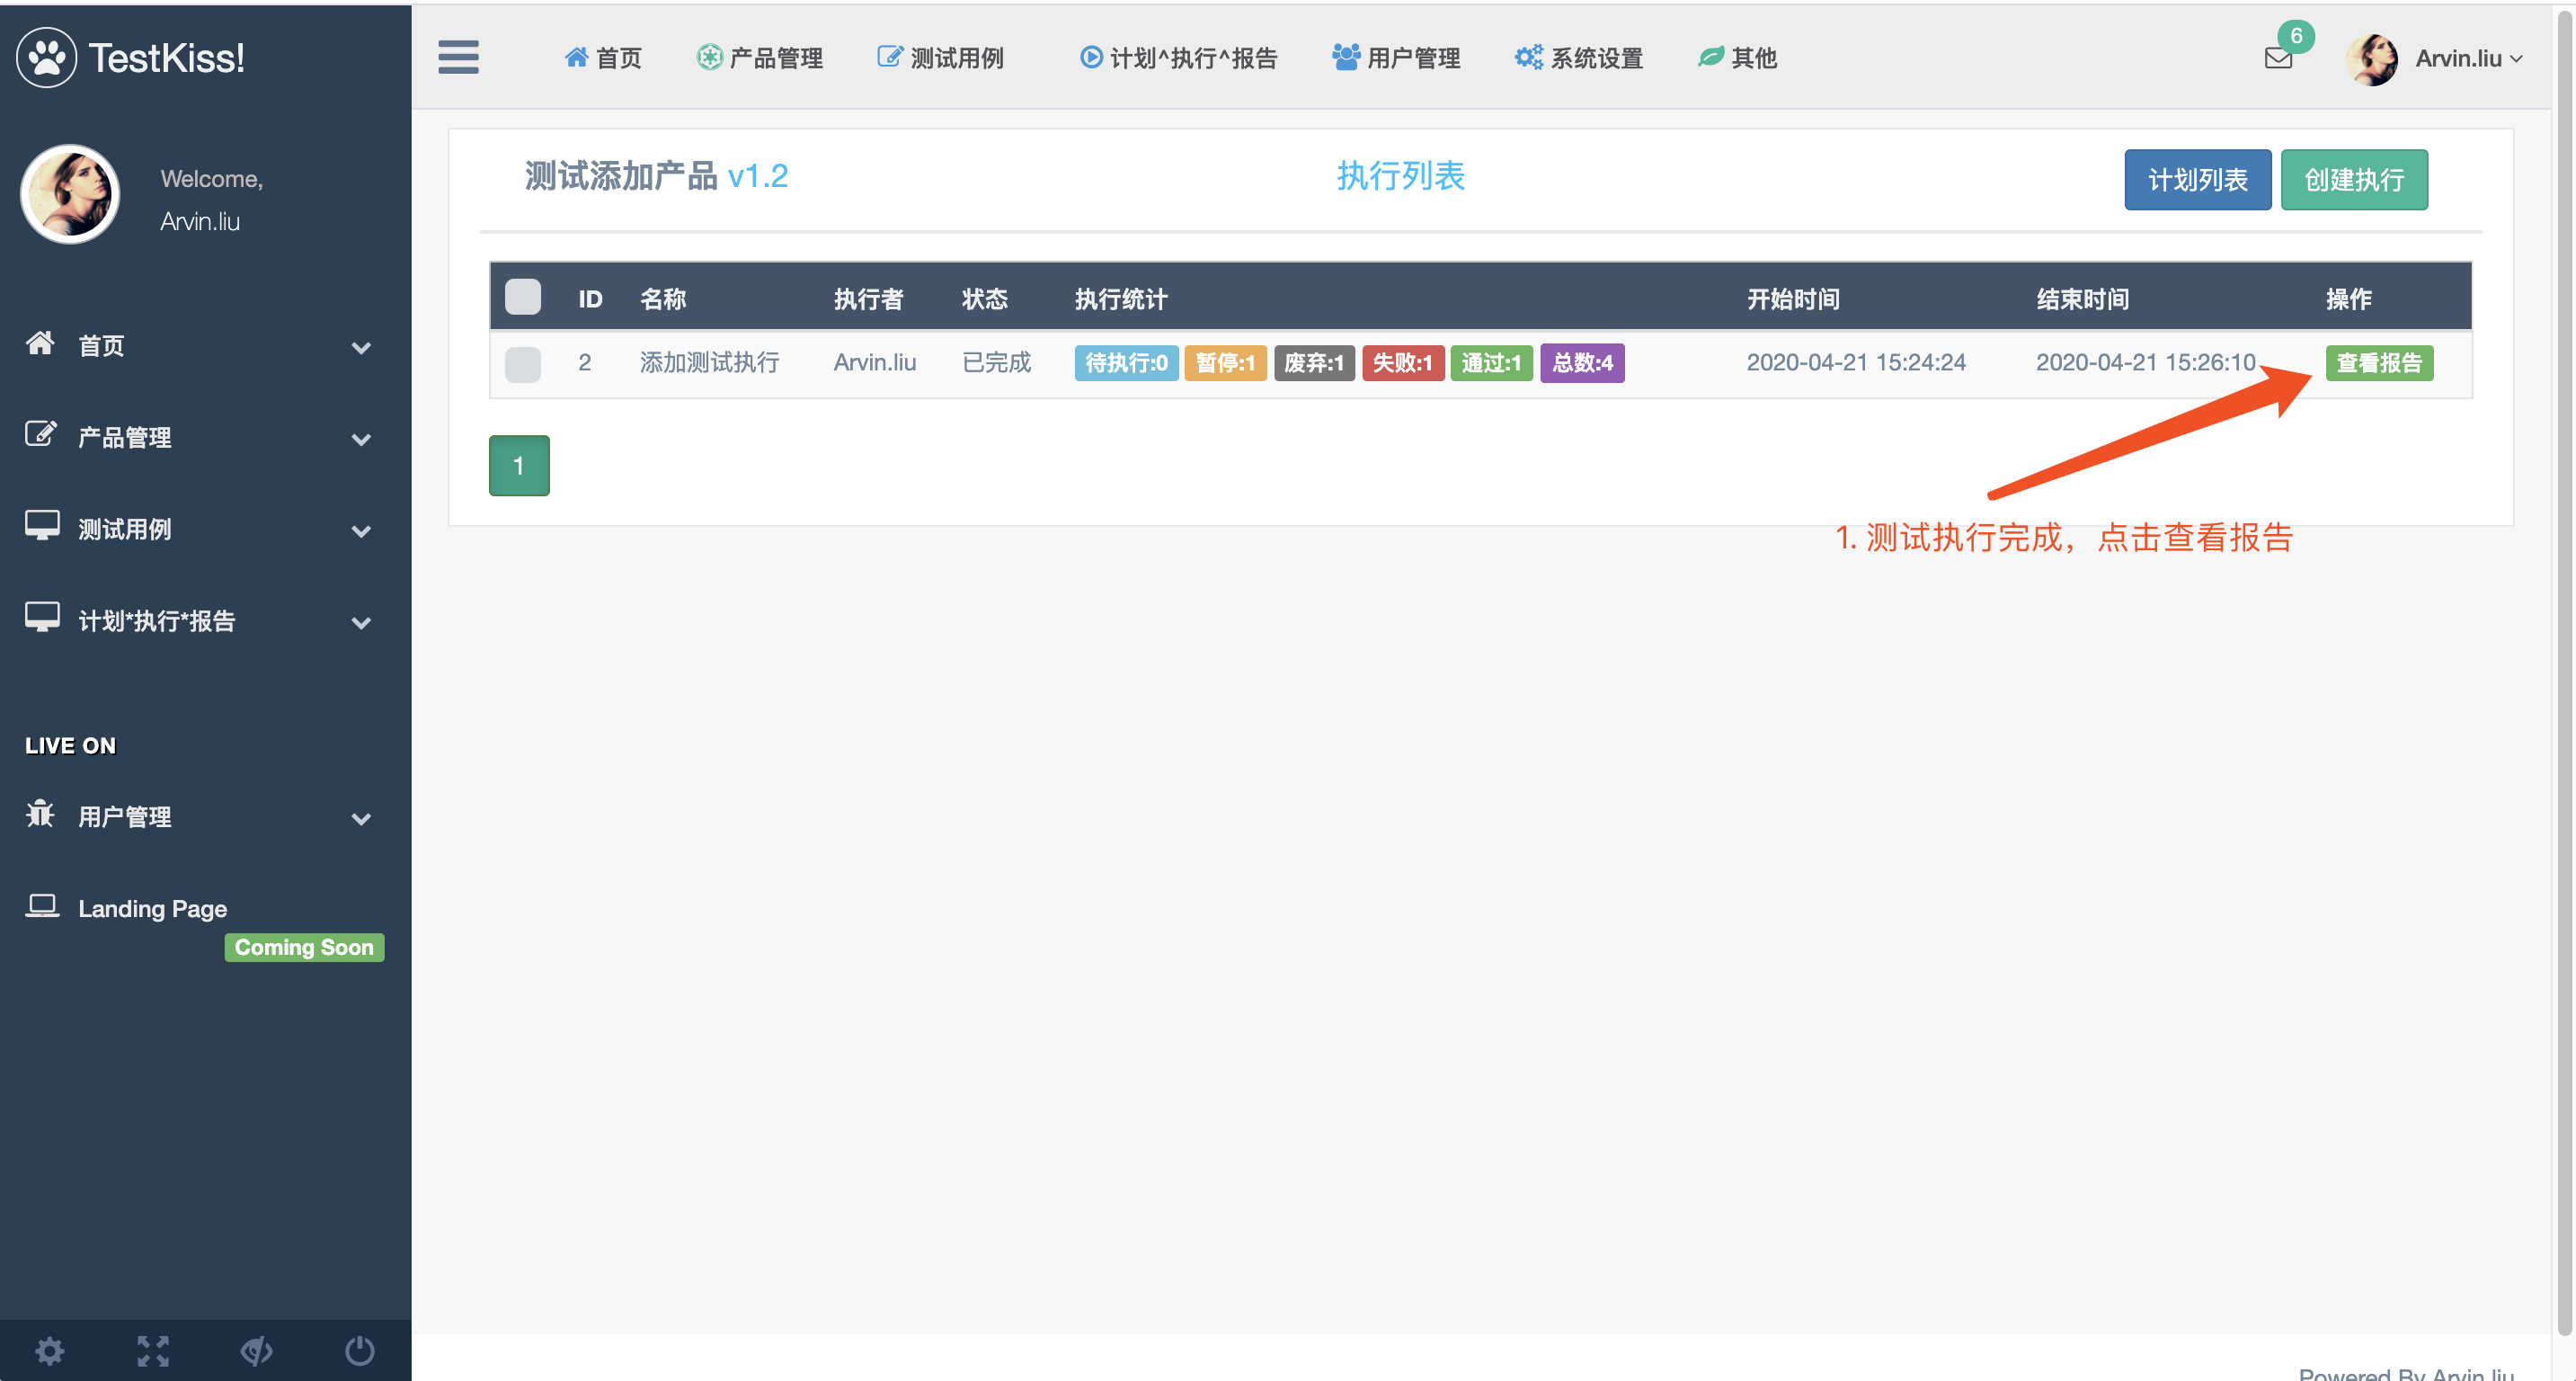 TestKiss!
首页 产品管理 测试用例 计划^执行^报告 用户管理 系统设置 其他 6 Arvin.liu
Welcome,
Arvin.liu
首页
产品管理
测试用例
计划*执行*报告
LIVE ON
用户管理
Landing Page
Coming Soon
测试添加产品 v1.2 执行列表 计划列表 创建执行
ID 名称 执行者 状态 执行统计 开始时间 结束时间 操作
2 添加测试执行 Arvin.liu 已完成 待执行:0 暂停:1 废弃:1 失败:1 通过:1 总数:4 2020-04-21 15:24:24 2020-04-21 15:26:10 查看报告
1
1. 测试执行完成，点击查看报告
Powered By Arvin.liu